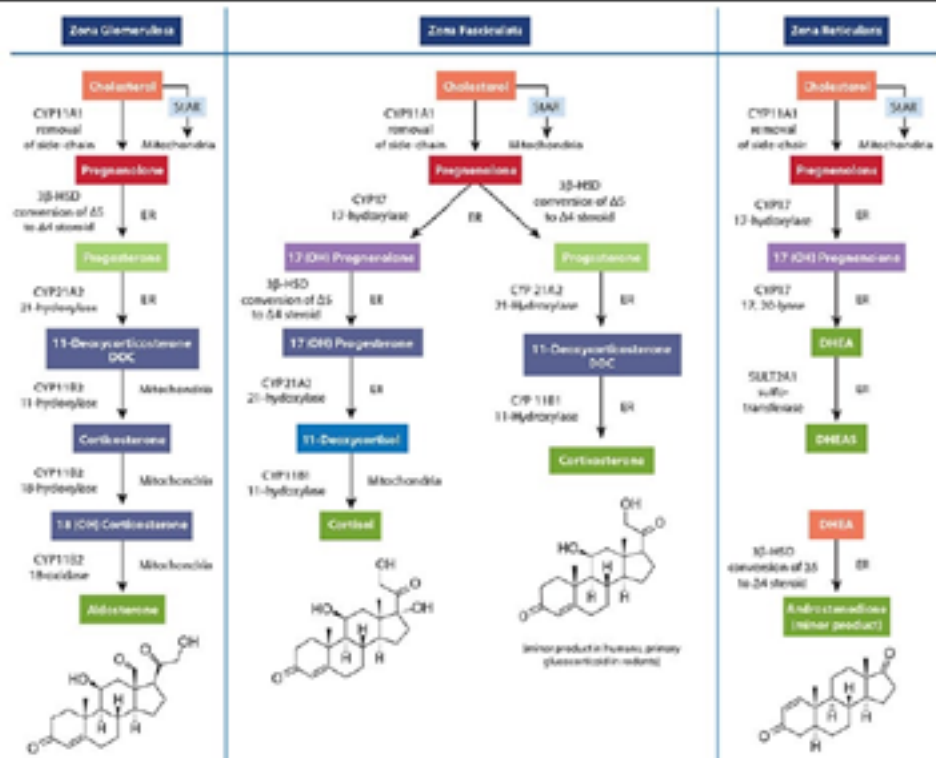 Zona Glomerulosa
Cholesterol
StAR
CYP11A1
removal
of side-chain
Mitochondria
Pregnenolone
3β-HSD
conversion of Δ5
to Δ4 steroid
ER
Progesterone
CYP21A2
21-hydroxylase
ER
11-Deoxycorticosterone
DOC
CYP11B2
11-hydroxylase
Mitochondria
Corticosterone
CYP11B2
18-hydroxylase
Mitochondria
18 (OH) Corticosterone
CYP11B2
18-oxidase
Mitochondria
Aldosterone
O
O
OH
HO
H
H
H
O
Zona Fasciculata
Cholesterol
StAR
CYP11A1
removal
of side-chain
Mitochondria
Pregnenolone
CYP17
17-hydroxylase
ER
3β-HSD
conversion of Δ5
to Δ4 steroid
17 (OH) Pregnenolone
3β-HSD
conversion of Δ5
to Δ4 steroid
ER
17 (OH) Progesterone
CYP21A2
21-hydroxylase
ER
11-Deoxycortisol
CYP11B1
11-hydroxylase
Mitochondria
Cortisol
OH
O
HO
OH
H
H
H
O
Progesterone
CYP 21A2
21-Hydroxylase
ER
11-Deoxycorticosterone
DOC
CYP 11B1
11-Hydroxylase
ER
Corticosterone
OH
O
HO
H
H
H
O
(minor product in humans, primary
glucocorticoid in rodents)
Zona Reticularis
Cholesterol
StAR
CYP11A1
removal
of side-chain
Mitochondria
Pregnenolone
CYP17
17-hydroxylase
ER
17 (OH) Pregnenolone
CYP17
17, 20-lyase
ER
DHEA
SULT2A1
sulfo-
transferase
ER
DHEAS
DHEA
3β-HSD
conversion of Δ5
to Δ4 steroid
ER
Androstenedione
(minor product)
O
H
H
H
O
H